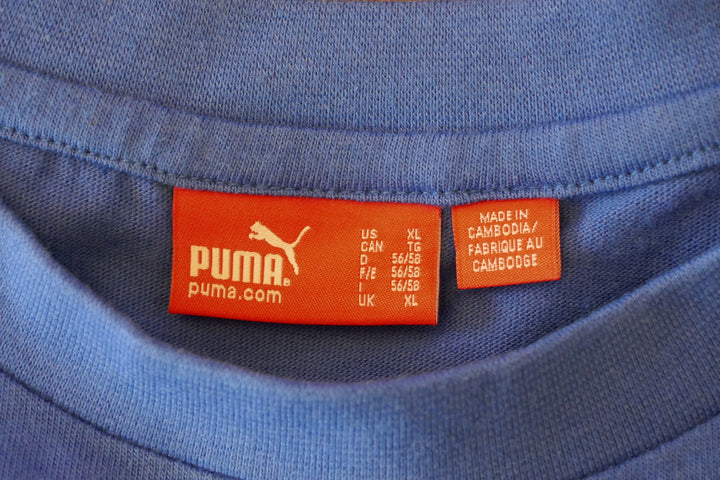 PUMA®
puma.com
US XL
CAN TG
D 56/58
F/E 56/58
I 56/58
UK XL
MADE IN
CAMBODIA/
FABRIQUE AU
CAMBODGE